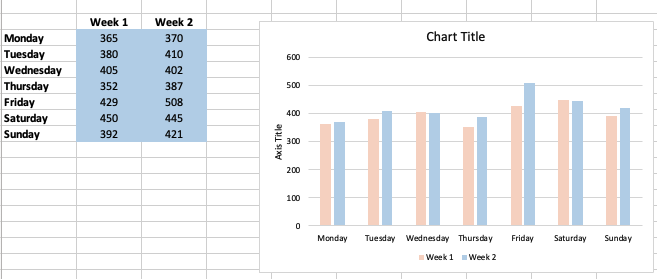 Week 1 Week 2
Monday 365 370
Tuesday 380 410
Wednesday 405 402
Thursday 352 387
Friday 429 508
Saturday 450 445
Sunday 392 421
Chart Title
Axis Title
600
500
400
300
200
100
0
Monday Tuesday Wednesday Thursday Friday Saturday Sunday
Week 1 Week 2